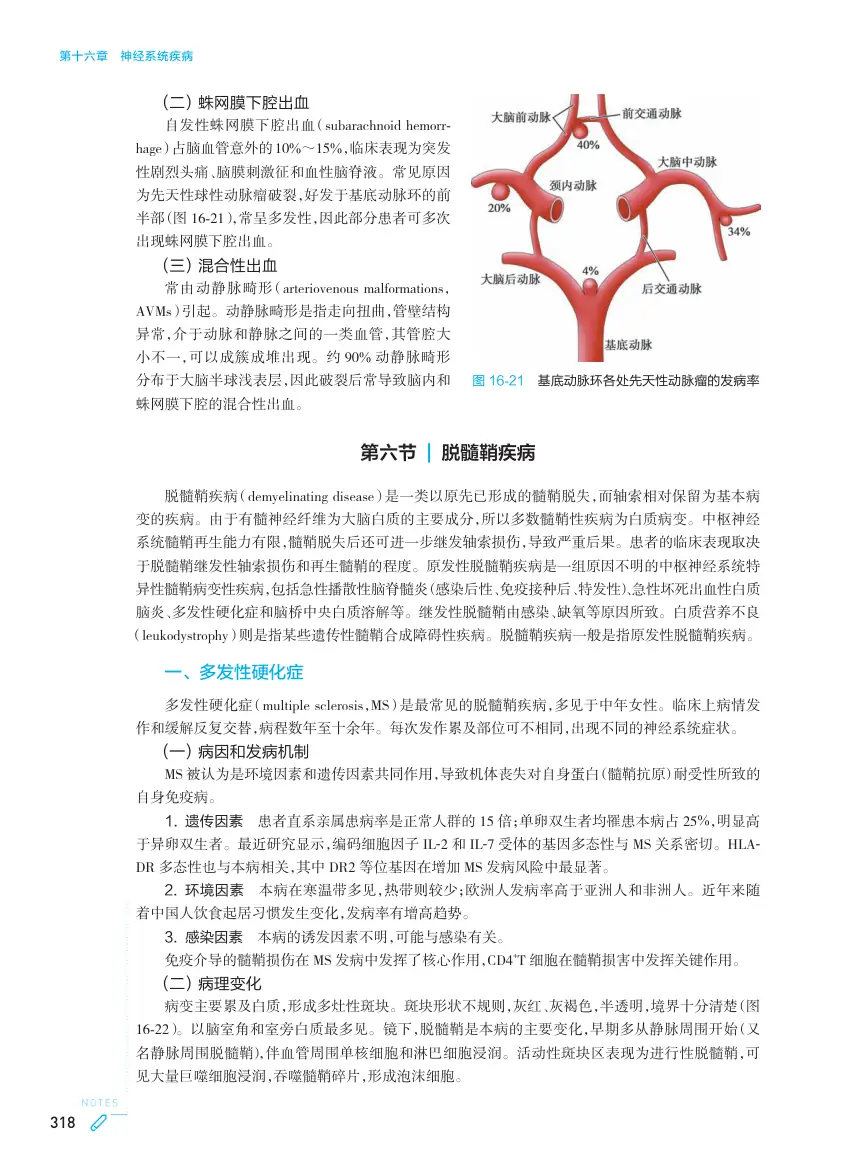 第十六章 神经系统疾病
（二）蛛网膜下腔出血
自发性蛛网膜下腔出血（subarachnoid hemorr-
hage）占脑血管意外的10%～15%，临床表现为突发
性剧烈头痛、脑膜刺激征和血性脑脊液。常见原因
为先天性球性动脉瘤破裂，好发于基底动脉环的前
半部（图 16-21），常呈多发性，因此部分患者可多次
出现蛛网膜下腔出血。
（三）混合性出血
常由动静脉畸形（arteriovenous malformations，
AVMs）引起。动静脉畸形是指走向扭曲，管壁结构
异常，介于动脉和静脉之间的一类血管，其管腔大
小不一，可以成簇成堆出现。约 90% 动静脉畸形
分布于大脑半球浅表层，因此破裂后常导致脑内和
蛛网膜下腔的混合性出血。
大脑前动脉
前交通动脉
40%
大脑中动脉
颈内动脉
20%
34%
大脑后动脉
4%
后交通动脉
基底动脉
图 16-21 基底动脉环各处先天性动脉瘤的发病率
第六节 | 脱髓鞘疾病
脱髓鞘疾病（demyelinating disease）是一类以原先已形成的髓鞘脱失，而轴索相对保留为基本病
变的疾病。由于有髓神经纤维为大脑白质的主要成分，所以多数髓鞘性疾病为白质病变。中枢神经
系统髓鞘再生能力有限，髓鞘脱失后还可进一步继发轴索损伤，导致严重后果。患者的临床表现取决
于脱髓鞘继发性轴索损伤和再生髓鞘的程度。原发性脱髓鞘疾病是一组原因不明的中枢神经系统特
异性髓鞘病变性疾病，包括急性播散性脑脊髓炎（感染后性、免疫接种后、特发性）、急性坏死出血性白质
脑炎、多发性硬化症和脑桥中央白质溶解等。继发性脱髓鞘由感染、缺氧等原因所致。白质营养不良
（leukodystrophy）则是指某些遗传性髓鞘合成障碍性疾病。脱髓鞘疾病一般是指原发性脱髓鞘疾病。
一、多发性硬化症
多发性硬化症（multiple sclerosis，MS）是最常见的脱髓鞘疾病，多见于中年女性。临床上病情发
作和缓解反复交替，病程数年至十余年。每次发作累及部位可不相同，出现不同的神经系统症状。
（一）病因和发病机制
MS 被认为是环境因素和遗传因素共同作用，导致机体丧失对自身蛋白（髓鞘抗原）耐受性所致的
自身免疫病。
1. 遗传因素 患者直系亲属患病率是正常人群的 15 倍；单卵双生者均罹患本病占 25%，明显高
于异卵双生者。最近研究显示，编码细胞因子 IL-2 和 IL-7 受体的基因多态性与 MS 关系密切。HLA-
DR 多态性也与本病相关，其中 DR2 等位基因在增加 MS 发病风险中最显著。
2. 环境因素 本病在寒温带多见，热带则较少；欧洲人发病率高于亚洲人和非洲人。近年来随
着中国人饮食起居习惯发生变化，发病率有增高趋势。
3. 感染因素 本病的诱发因素不明，可能与感染有关。
免疫介导的髓鞘损伤在 MS 发病中发挥了核心作用，CD4⁺T 细胞在髓鞘损害中发挥关键作用。
（二）病理变化
病变主要累及白质，形成多灶性斑块。斑块形状不规则，灰红、灰褐色，半透明，境界十分清楚（图
16-22）。以脑室角和室旁白质最多见。镜下，脱髓鞘是本病的主要变化，早期多从静脉周围开始（又
名静脉周围脱髓鞘），伴血管周围单核细胞和淋巴细胞浸润。活动性斑块区表现为进行性脱髓鞘，可
见大量巨噬细胞浸润，吞噬髓鞘碎片，形成泡沫细胞。
NOTES
318